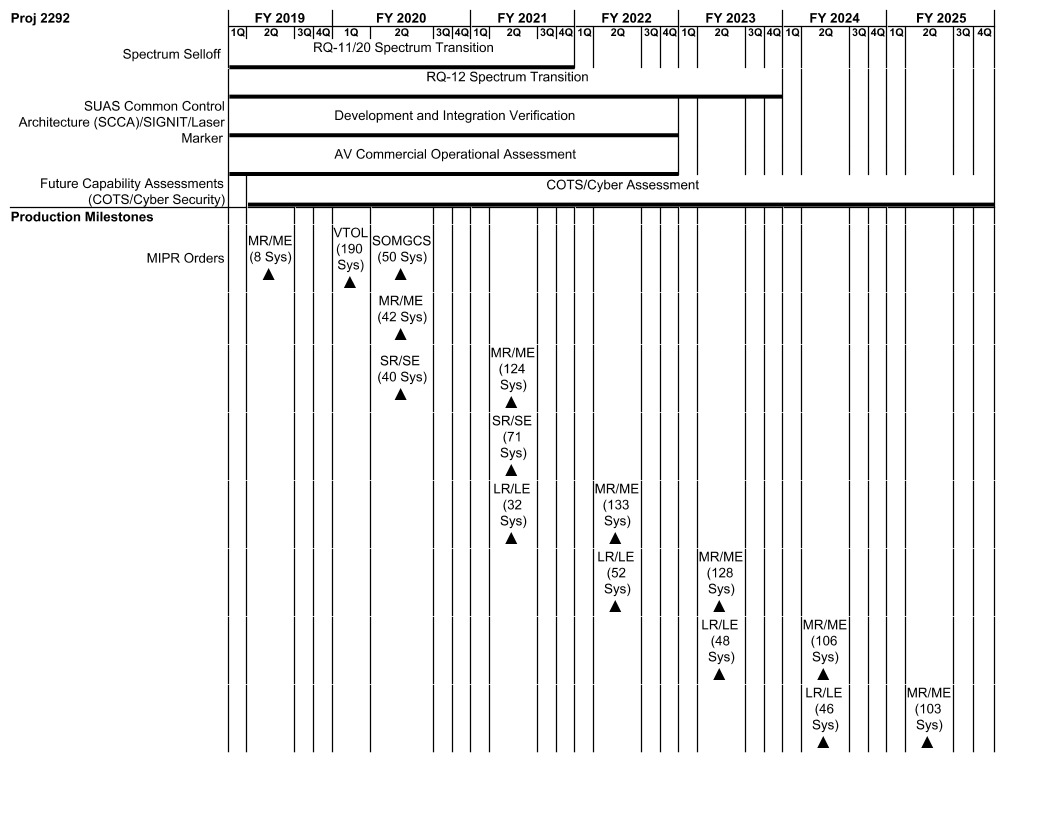 Proj 2292 FY 2019 FY 2020 FY 2021 FY 2022 FY 2023 FY 2024 FY 2025
1Q 2Q 3Q 4Q 1Q 2Q 3Q 4Q 1Q 2Q 3Q 4Q 1Q 2Q 3Q 4Q 1Q 2Q 3Q 4Q 1Q 2Q 3Q 4Q 1Q 2Q 3Q 4Q
Spectrum Selloff
RQ-11/20 Spectrum Transition
RQ-12 Spectrum Transition
SUAS Common Control
Architecture (SCCA)/SIGNIT/Laser
Marker
Development and Integration Verification
AV Commercial Operational Assessment
Future Capability Assessments
(COTS/Cyber Security)
COTS/Cyber Assessment
Production Milestones
MIPR Orders
MR/ME
(8 Sys)
VTOL
(190
Sys)
SOMGCS
(50 Sys)
MR/ME
(42 Sys)
SR/SE
(40 Sys)
MR/ME
(124
Sys)
SR/SE
(71
Sys)
LR/LE
(32
Sys)
MR/ME
(133
Sys)
LR/LE
(52
Sys)
MR/ME
(128
Sys)
LR/LE
(48
Sys)
MR/ME
(106
Sys)
LR/LE
(46
Sys)
MR/ME
(103
Sys)